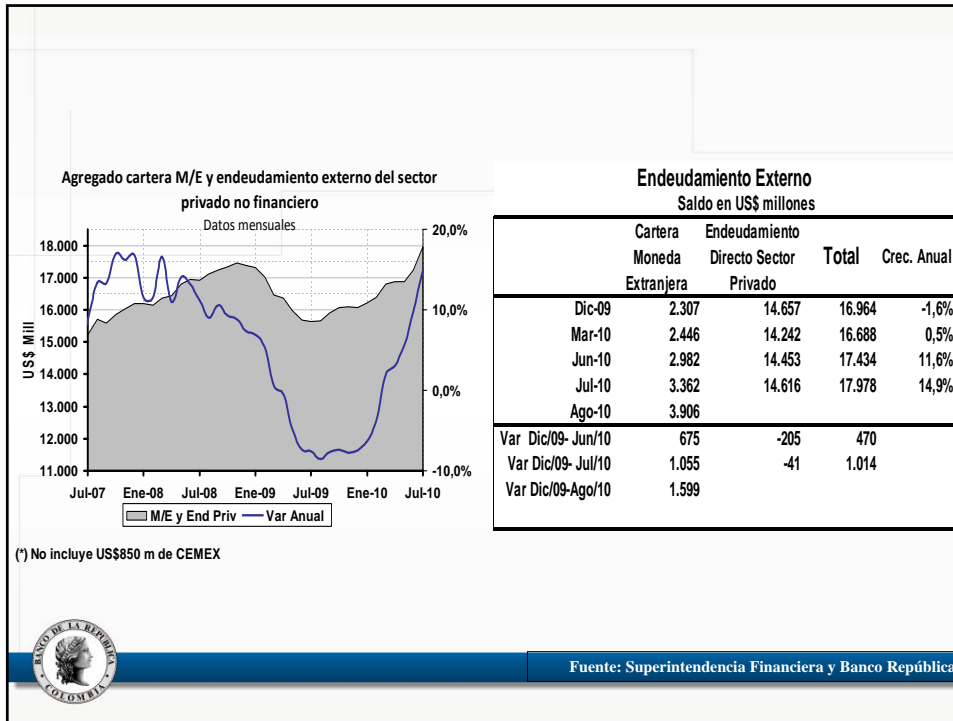 Agregado cartera M/E y endeudamiento externo del sector
privado no financiero
Datos mensuales
18.000
17.000
16.000
15.000
14.000
13.000
12.000
11.000
US$ Mill
20,0%
10,0%
0,0%
-10,0%
Jul-07 Ene-08 Jul-08 Ene-09 Jul-09 Ene-10 Jul-10
M/E y End Priv Var Anual
(*) No incluye US$850 m de CEMEX
Endeudamiento Externo
Saldo en US$ millones
Cartera Endeudamiento
Moneda Directo Sector Total Crec. Anual
Extranjera Privado
Dic-09 2.307 14.657 16.964 -1,6%
Mar-10 2.446 14.242 16.688 0,5%
Jun-10 2.982 14.453 17.434 11,6%
Jul-10 3.362 14.616 17.978 14,9%
Ago-10 3.906
Var Dic/09- Jun/10 675 -205 470
Var Dic/09- Jul/10 1.055 -41 1.014
Var Dic/09-Ago/10 1.599
BANCO DE LA REPUBLICA
COLOMBIA
Fuente: Superintendencia Financiera y Banco República